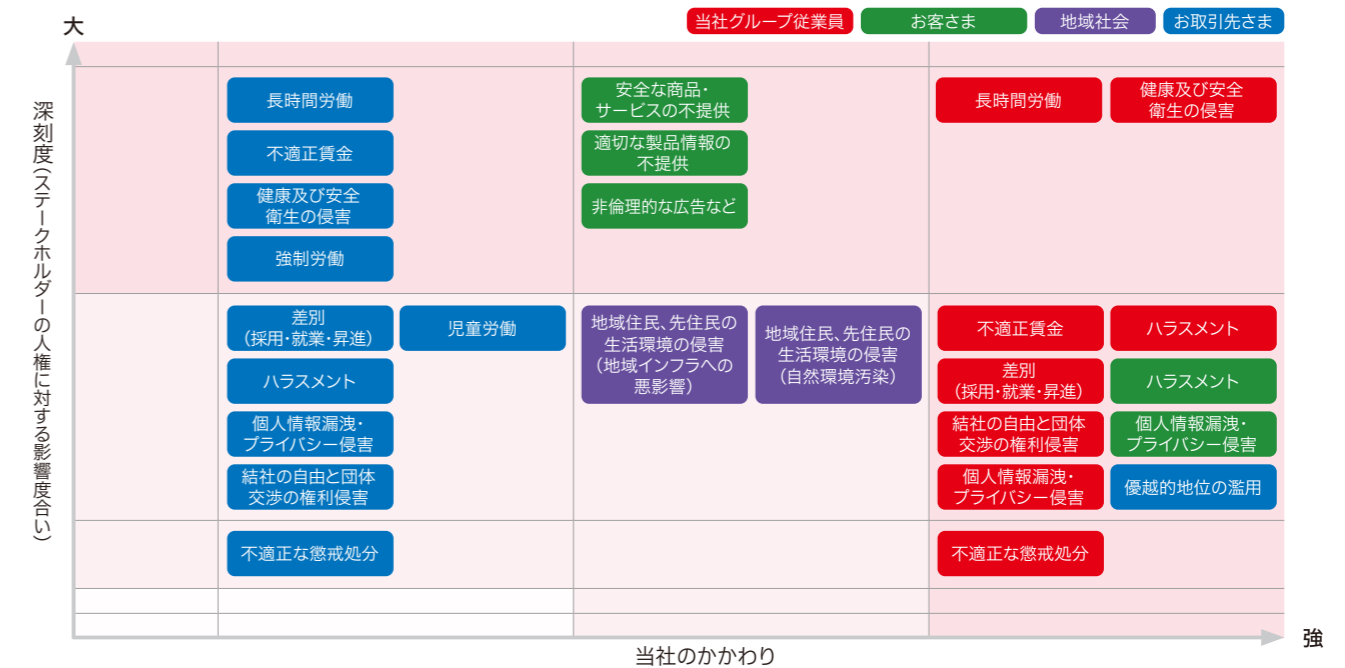 大
当社グループ従業員
お客さま
地域社会
お取引先さま
深刻度(ステークホルダーの人権に対する影響度合い)
長時間労働
不適正賃金
健康及び安全
衛生の侵害
強制労働
安全な商品・
サービスの不提供
適切な製品情報の
不提供
非倫理的な広告など
長時間労働
健康及び安全
衛生の侵害
差別
(採用・就業・昇進)
児童労働
ハラスメント
個人情報漏洩・
プライバシー侵害
結社の自由と団体
交渉の権利侵害
地域住民、先住民の
生活環境の侵害
(地域インフラへの
悪影響)
地域住民、先住民の
生活環境の侵害
(自然環境汚染)
不適正賃金
ハラスメント
差別
(採用・就業・昇進)
ハラスメント
結社の自由と団体
交渉の権利侵害
個人情報漏洩・
プライバシー侵害
個人情報漏洩・
プライバシー侵害
優越的地位の濫用
不適正な懲戒処分
不適正な懲戒処分
強
当社のかかわり